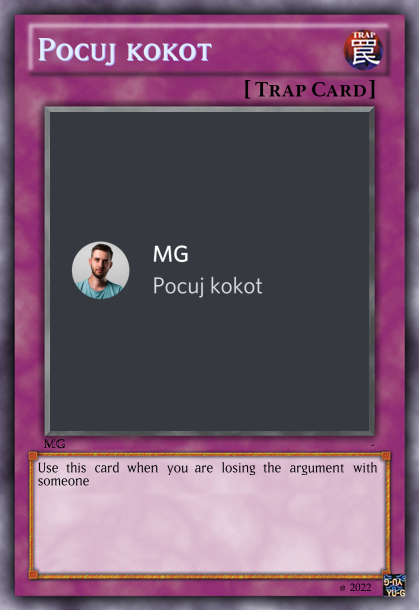 Pocuj kokot
TRAP
罠
[Trap Card]
MG
Pocuj kokot
MG
-
Use this card when you are losing the argument with
someone
© 2022
YU-G